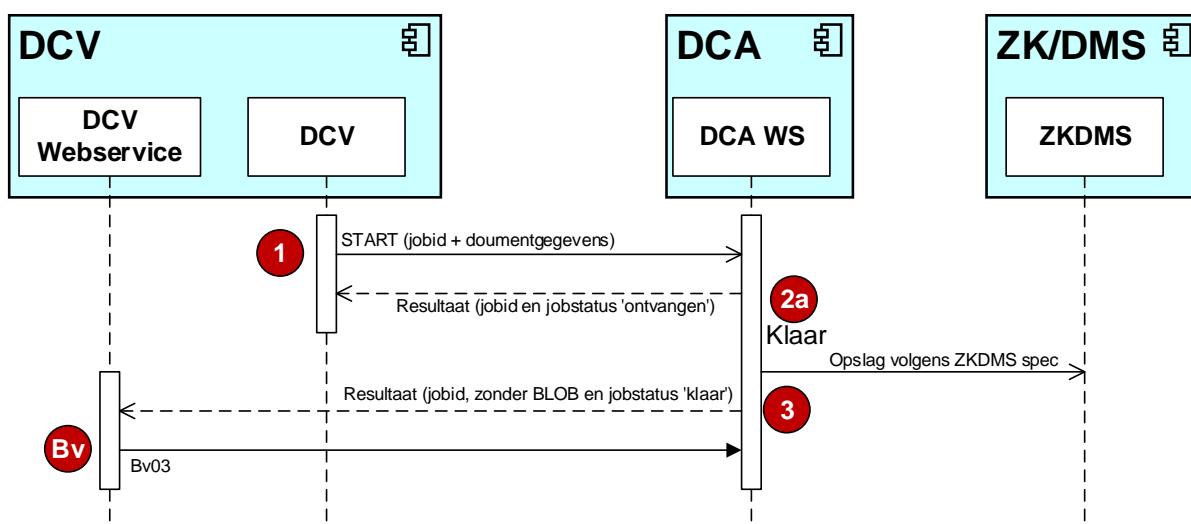 DCV
DCA
ZK/DMS
DCV
Webservice
DCV
DCA WS
ZKDMS
1
START (jobid + doumentgegevens)
Resultaat (jobid en jobstatus 'ontvangen')
2a
Klaar
Opslag volgens ZKDMS spec
Resultaat (jobid, zonder BLOB en jobstatus 'klaar')
3
Bv
Bv03